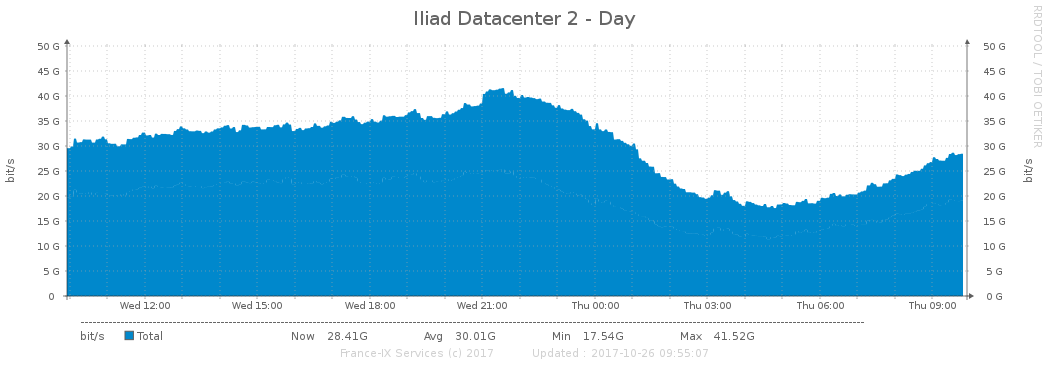 Iliad Datacenter 2 - Day
RRDTOOL / TOBI OETIKER
bit/s
50 G 50 G
45 G 45 G
40 G 40 G
35 G 35 G
30 G 30 G
25 G 25 G
20 G 20 G
15 G 15 G
10 G 10 G
5 G 5 G
0 0 G
bit/s
Wed 12:00 Wed 15:00 Wed 18:00 Wed 21:00 Thu 00:00 Thu 03:00 Thu 06:00 Thu 09:00
bit/s Total Now 28.41G Avg 30.01G Min 17.54G Max 41.52G
France-IX Services (c) 2017 Updated : 2017-10-26 09:55:07